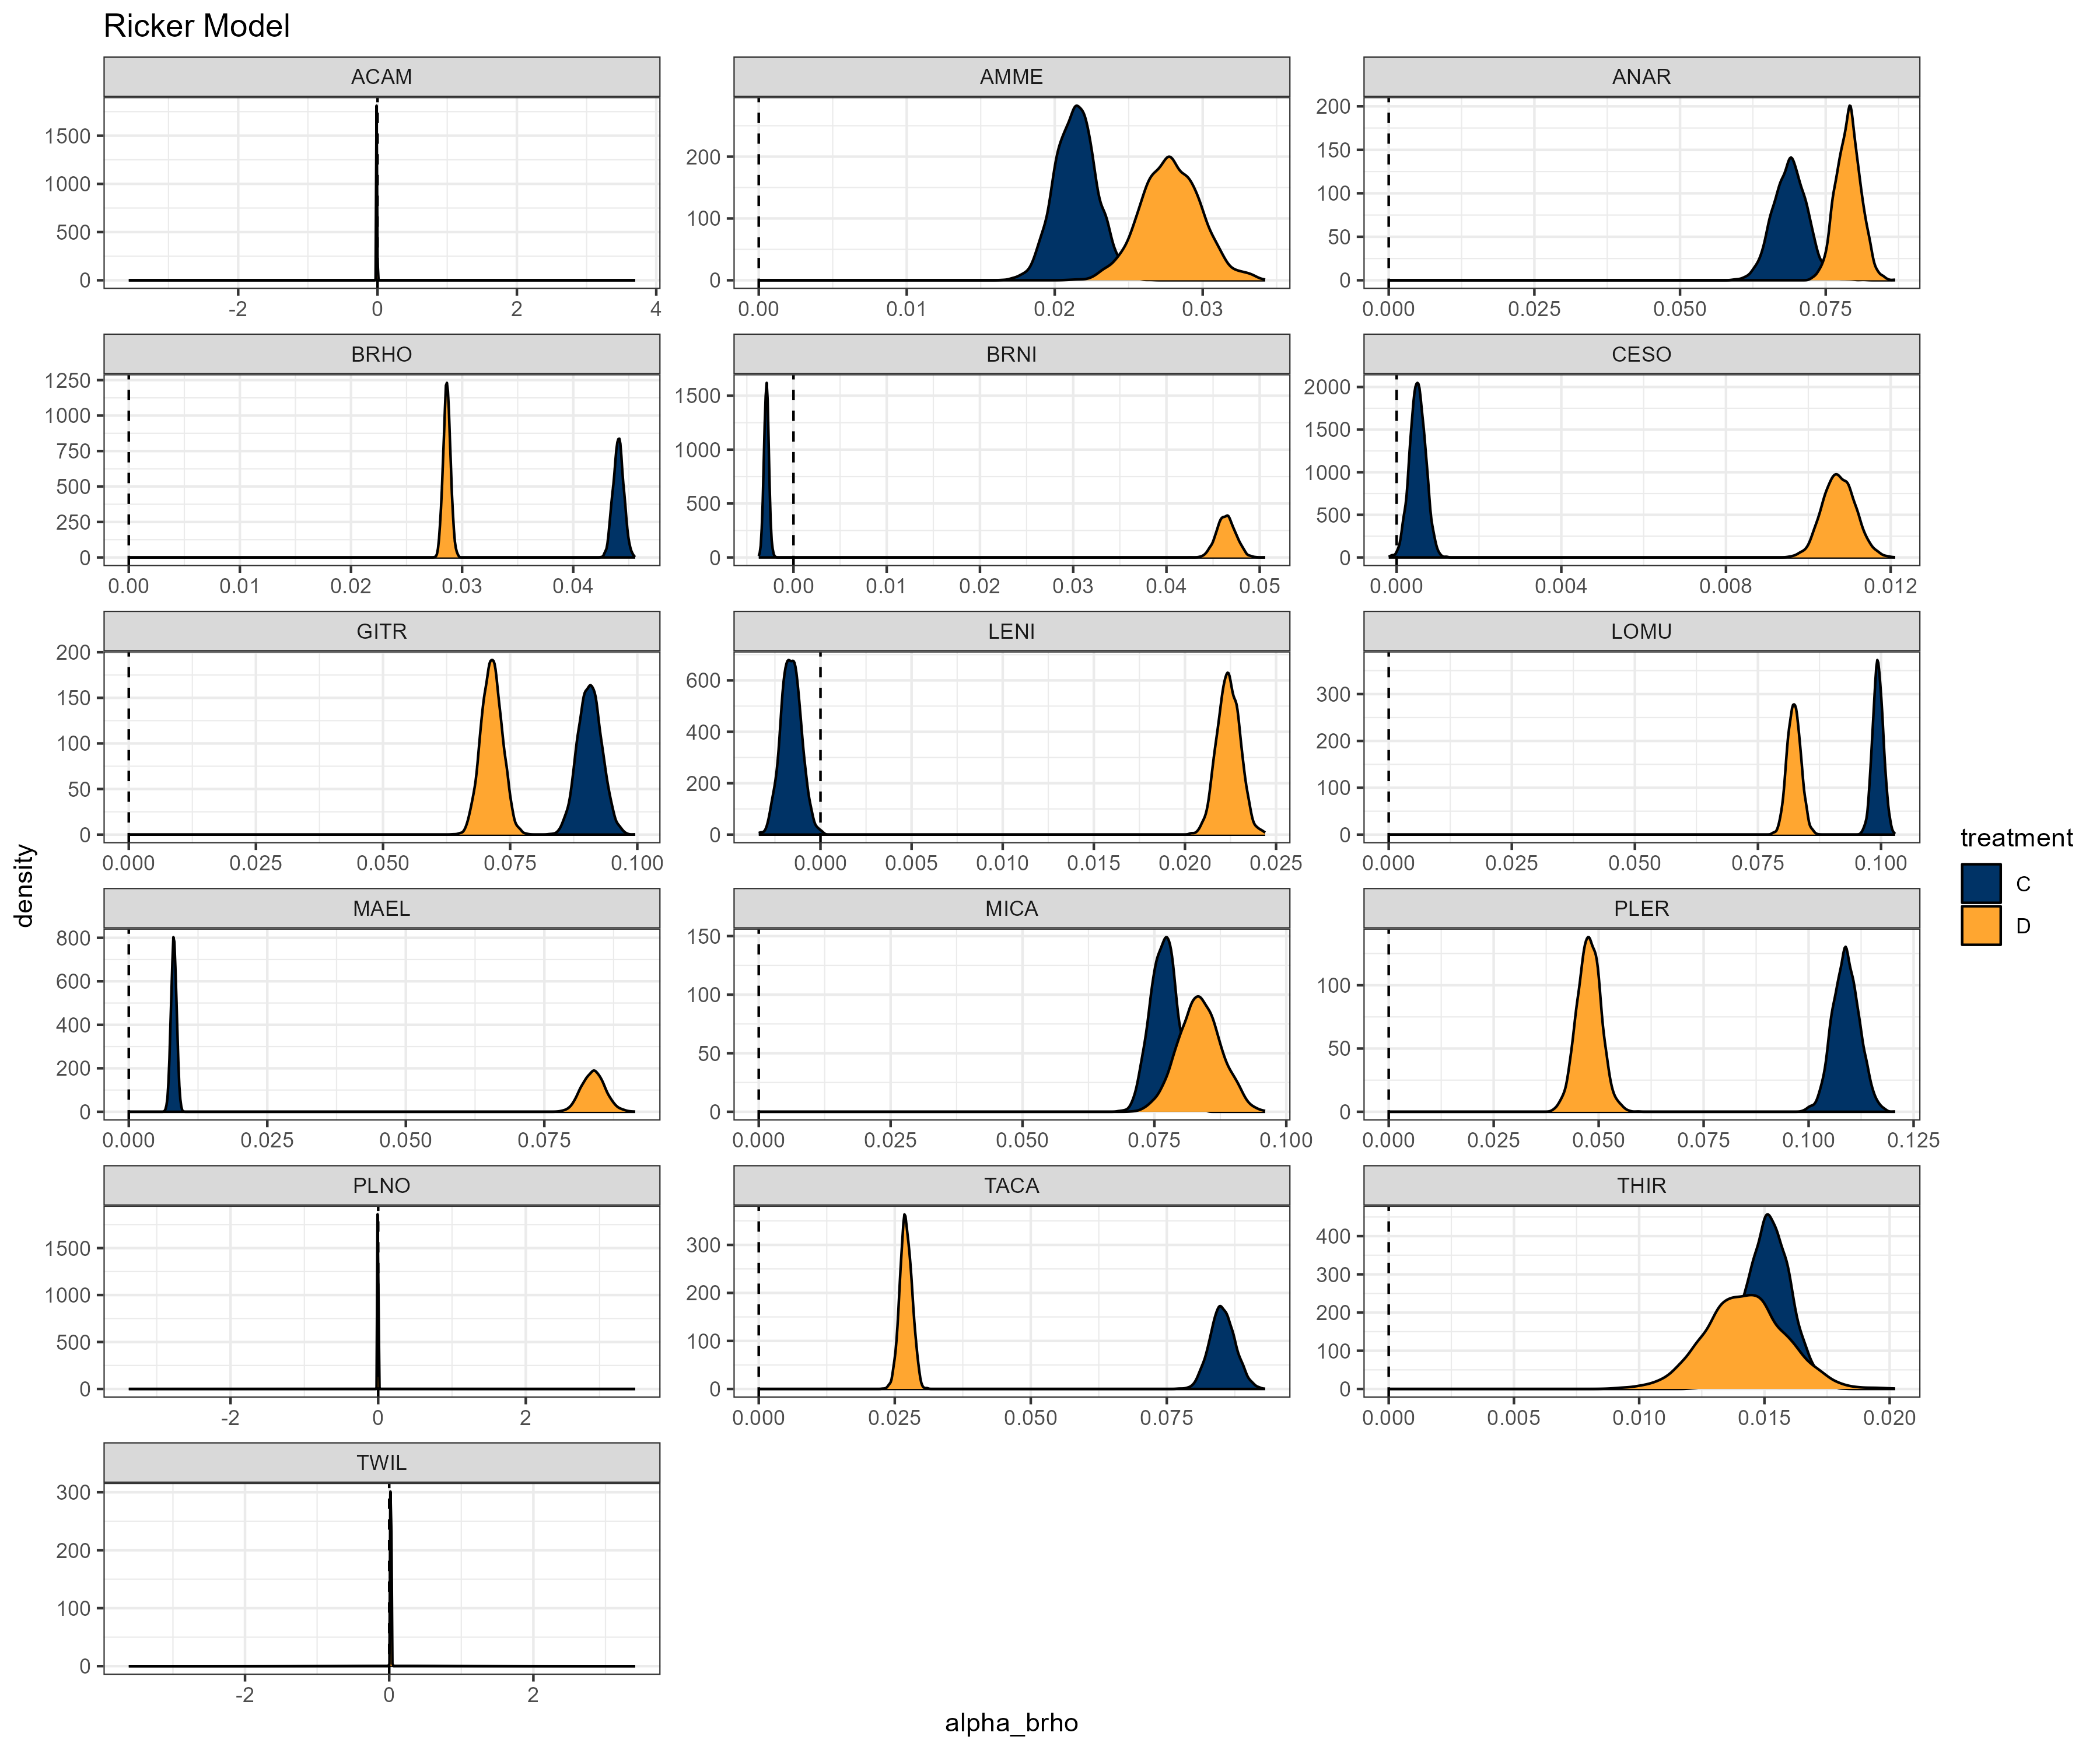 Ricker Model
ACAM AMME ANAR
1500 1000 500 0
-2 0 2 4
200 100 0
0.00 0.01 0.02 0.03
200 150 100 50 0
0.000 0.025 0.050 0.075
BRHO BRNI CESO
1250 1000 750 500 250 0
0.00 0.01 0.02 0.03 0.04
1500 1000 500 0
0.00 0.01 0.02 0.03 0.04 0.05
2000 1500 1000 500 0
0.000 0.004 0.008 0.012
GITR LENI LOMU
200 150 100 50 0
0.000 0.025 0.050 0.075 0.100
600 400 200 0
0.000 0.005 0.010 0.015 0.020 0.025
300 200 100 0
0.000 0.025 0.050 0.075 0.100
MAEL MICA PLER
800 600 400 200 0
0.000 0.025 0.050 0.075
150 100 50 0
0.000 0.025 0.050 0.075 0.100
100 50 0
0.000 0.025 0.050 0.075 0.100 0.125
PLNO TACA THIR
1500 1000 500 0
-2 0 2
300 200 100 0
0.000 0.025 0.050 0.075
400 300 200 100 0
0.000 0.005 0.010 0.015 0.020
TWIL
300 200 100 0
-2 0 2
density
alpha_brho
treatment
C
D